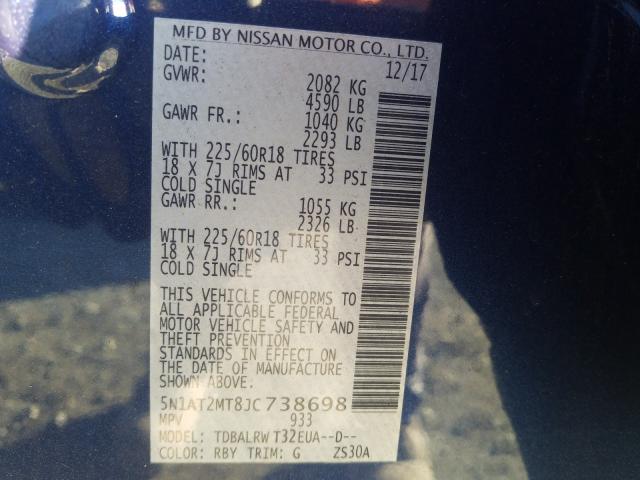 MFD BY NISSAN MOTOR CO., LTD.
DATE: 12/17
GVWR: 2082 KG
4590 LB
GAWR FR.: 1040 KG
2293 LB
WITH 225/60R18 TIRES
18 X 7J RIMS AT 33 PSI
COLD SINGLE
GAWR RR.: 1055 KG
2326 LB
WITH 225/60R18 TIRES
18 X 7J RIMS AT 33 PSI
COLD SINGLE
THIS VEHICLE CONFORMS TO
ALL APPLICABLE FEDERAL
MOTOR VEHICLE SAFETY AND
THEFT PREVENTION
STANDARDS IN EFFECT ON
THE DATE OF MANUFACTURE
SHOWN ABOVE.
5N1AT2MT8JC738698
MPV 933
MODEL: TDBALRW T32EUA--D--
COLOR: RBY TRIM: G ZS30A